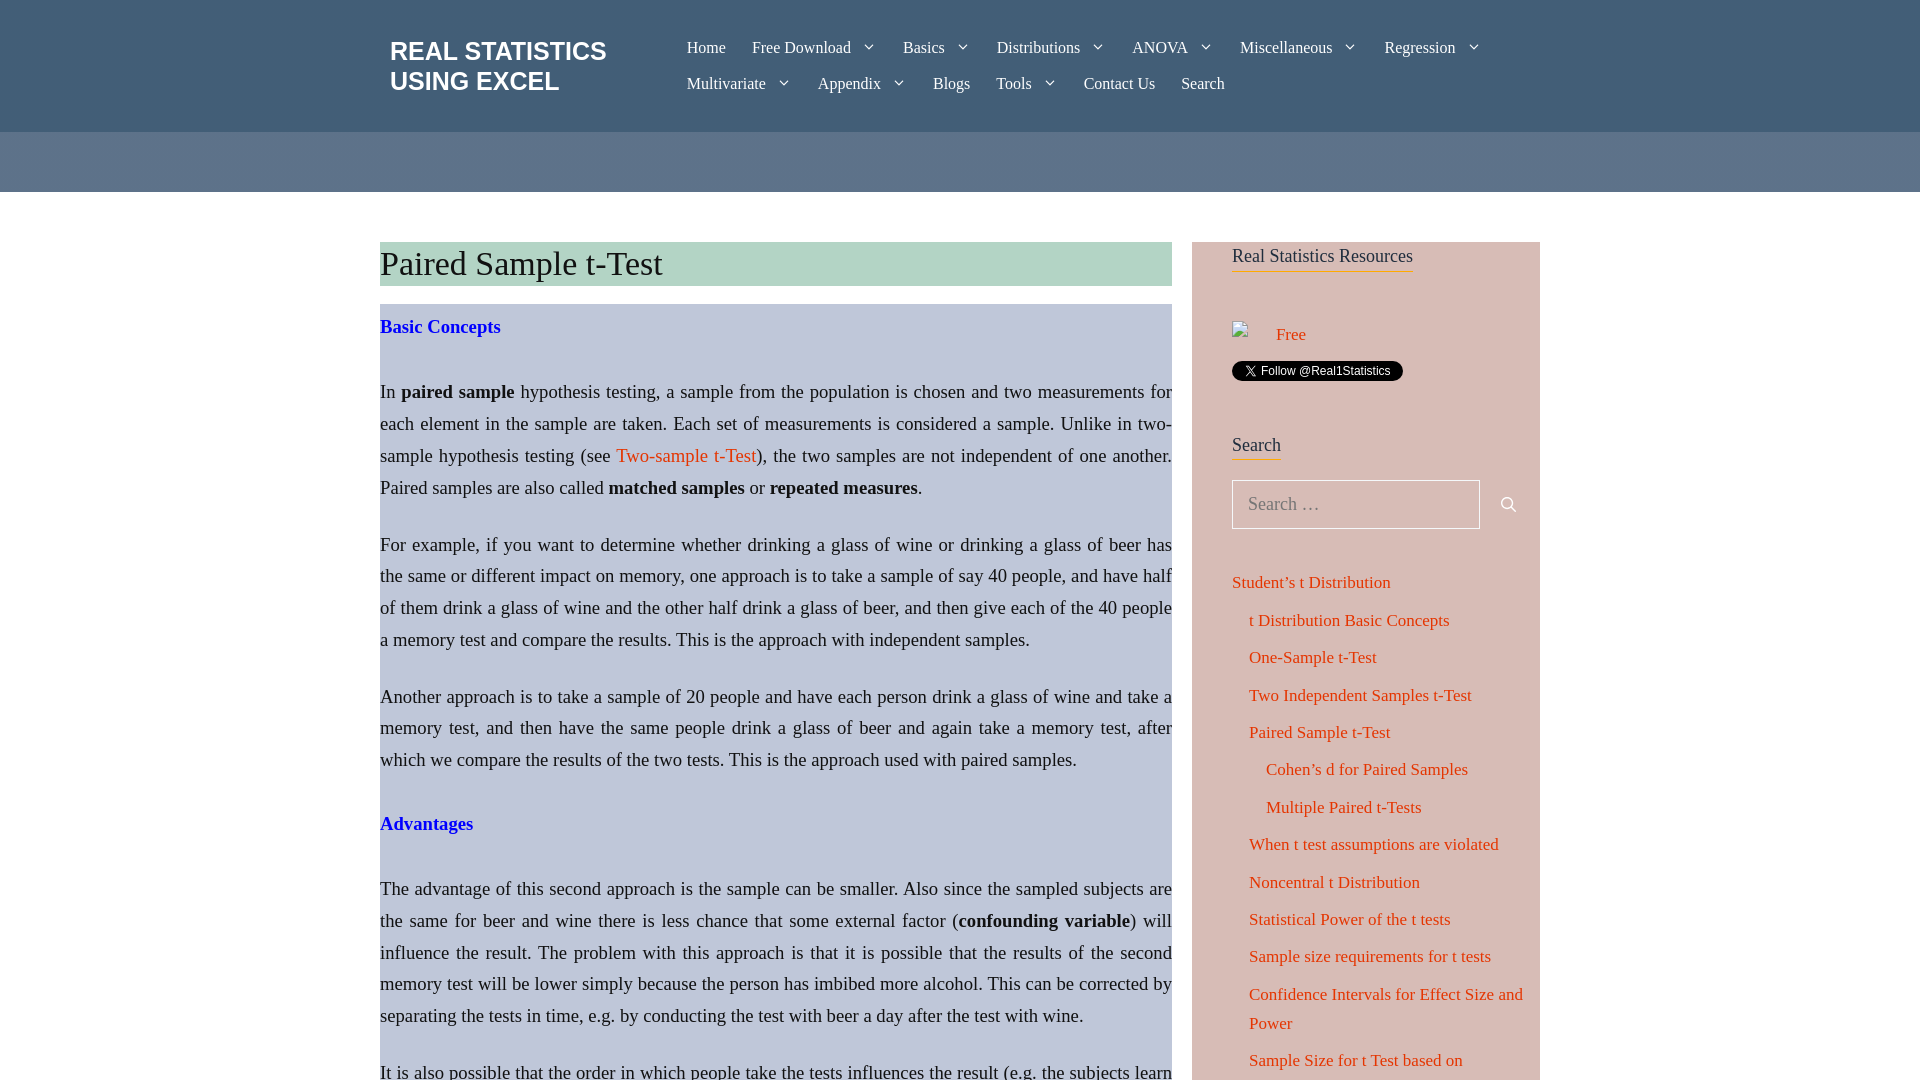 REAL STATISTICS
USING EXCEL
Home Free Download Basics Distributions ANOVA Miscellaneous Regression
Multivariate Appendix Blogs Tools Contact Us Search
Paired Sample t-Test
Basic Concepts
In paired sample hypothesis testing, a sample from the population is chosen and two measurements for
each element in the sample are taken. Each set of measurements is considered a sample. Unlike in two-
sample hypothesis testing (see Two-sample t-Test), the two samples are not independent of one another.
Paired samples are also called matched samples or repeated measures.
For example, if you want to determine whether drinking a glass of wine or drinking a glass of beer has
the same or different impact on memory, one approach is to take a sample of say 40 people, and have half
of them drink a glass of wine and the other half drink a glass of beer, and then give each of the 40 people
a memory test and compare the results. This is the approach with independent samples.
Another approach is to take a sample of 20 people and have each person drink a glass of wine and take a
memory test, and then have the same people drink a glass of beer and again take a memory test, after
which we compare the results of the two tests. This is the approach used with paired samples.
Advantages
The advantage of this second approach is the sample can be smaller. Also since the sampled subjects are
the same for beer and wine there is less chance that some external factor (confounding variable) will
influence the result. The problem with this approach is that it is possible that the results of the second
memory test will be lower simply because the person has imbibed more alcohol. This can be corrected by
separating the tests in time, e.g. by conducting the test with beer a day after the test with wine.
It is also possible that the order in which people take the tests influences the result (e.g. the subjects learn
Real Statistics Resources
Free
Follow @Real1Statistics
Search
Search …
Student’s t Distribution
t Distribution Basic Concepts
One-Sample t-Test
Two Independent Samples t-Test
Paired Sample t-Test
Cohen’s d for Paired Samples
Multiple Paired t-Tests
When t test assumptions are violated
Noncentral t Distribution
Statistical Power of the t tests
Sample size requirements for t tests
Confidence Intervals for Effect Size and
Power
Sample Size for t Test based on